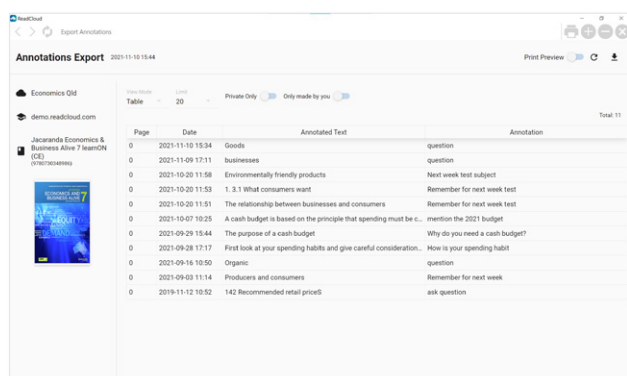 ReadCloud
Export Annotations
Annotations Export 2021-11-10 15:44
Print Preview
Economics Qld
demo.readcloud.com
Jacaranda Economics &
Business Alive 7 learnON
(CE)
View Mode
Table
Limit
20
Private Only
Only made by you
Total: 11
Page Date Annotated Text Annotation
0 2021-11-10 15:34 Goods question
0 2021-11-09 17:11 businesses question
0 2021-10-20 11:58 Environmentally friendly products Next week test subject
0 2021-10-20 11:53 1. 3.1 What consumers want Remember for next week test
0 2021-10-20 11:51 The relationship between businesses and consumers Remember for next week test
0 2021-10-07 10:25 A cash budget is based on the principle that spending must be c... mention the 2021 budget
0 2021-09-29 15:44 The purpose of a cash budget Why do you need a cash budget?
0 2021-09-28 17:17 First look at your spending habits and give careful consideration... How is your spending habit
0 2021-09-16 10:50 Organic question
0 2021-09-03 11:14 Producers and consumers Remember for next week
0 2019-11-12 10:52 142 Recommended retail priceS ask question
ECONOMICS AND
BUSINESS ALIVE 7
EQUITY
DEMAND